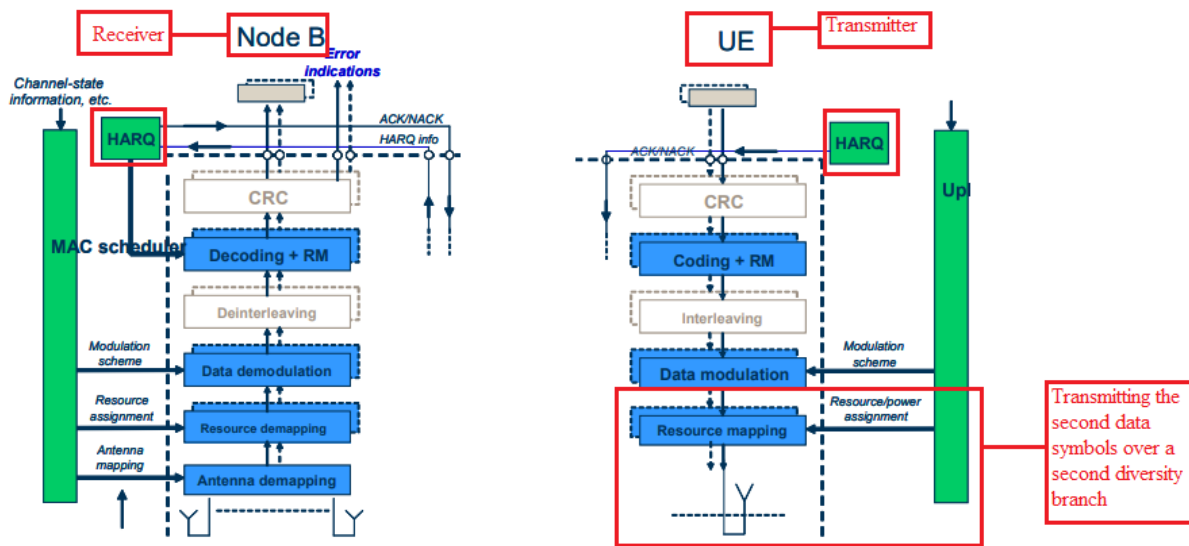 Receiver
Node B
UE
Transmitter
Error
indications
Channel-state
information, etc.
HARQ
ACK/NACK
HARQ info
ACK/NACK
HARQ
CRC
CRC
Upl
MAC scheduler
Decoding + RM
Coding + RM
Deinterleaving
Interleaving
Modulation
scheme
Data demodulation
Data modulation
Modulation
scheme
Resource
assignment
Resource demapping
Resource mapping
Resource/power
assignment
Transmitting the
second data
symbols over a
second diversity
branch
Antenna
mapping
Antenna demapping